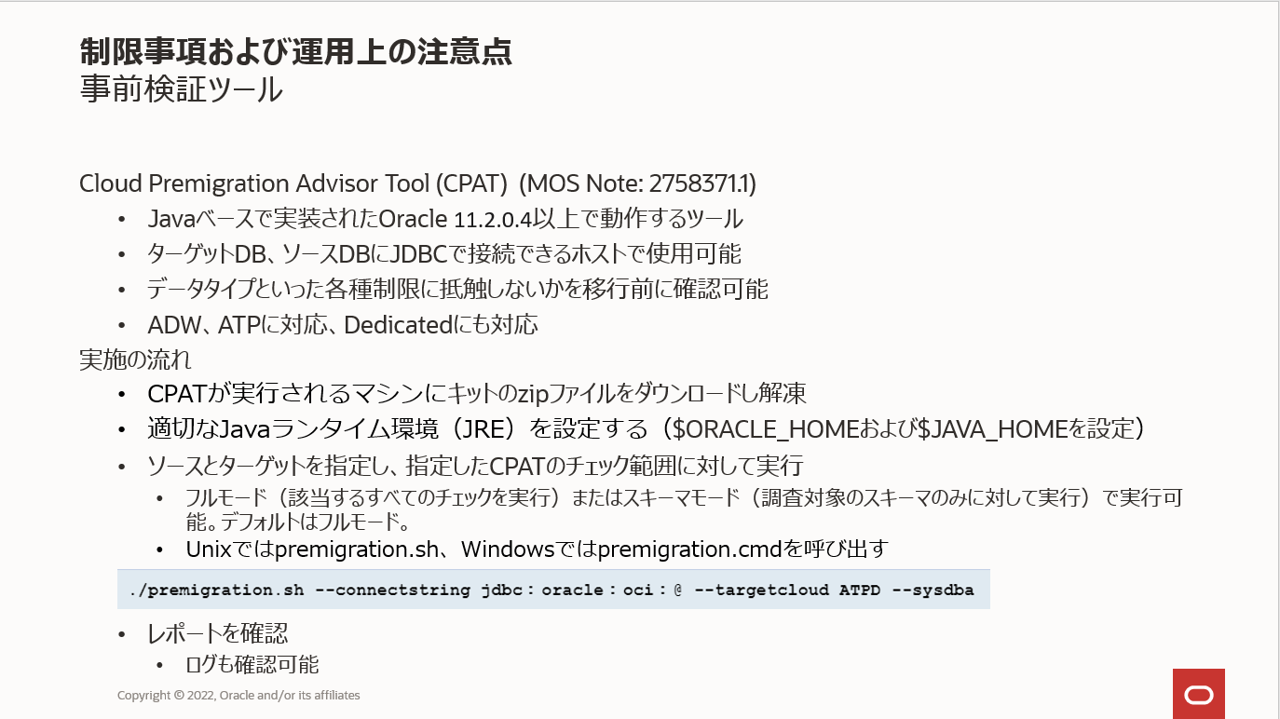 制限事項および運用上の注意点
事前検証ツール
Cloud Premigration Advisor Tool (CPAT) (MOS Note: 2758371.1)
• Javaベースで実装されたOracle 11.2.0.4以上で動作するツール
• ターゲットDB、ソースDBにJDBCで接続できるホストで使用可能
• データタイプといった各種制限に抵触しないかを移行前に確認可能
• ADW、ATPに対応、Dedicatedにも対応
実施の流れ
• CPATが実行されるマシンにキットのzipファイルをダウンロードし解凍
• 適切なJavaランタイム環境（JRE）を設定する（$ORACLE_HOMEおよび$JAVA_HOMEを設定）
• ソースとターゲットを指定し、指定したCPATのチェック範囲に対して実行
• フルモード（該当するすべてのチェックを実行）またはスキーマモード（調査対象のスキーマのみに対して実行）で実行可
能。デフォルトはフルモード。
• Unixではpremigration.sh、Windowsではpremigration.cmdを呼び出す
./premigration.sh --connectstring jdbc：oracle：oci：@ --targetcloud ATPD --sysdba
• レポートを確認
• ログも確認可能
Copyright © 2022, Oracle and/or its affiliates